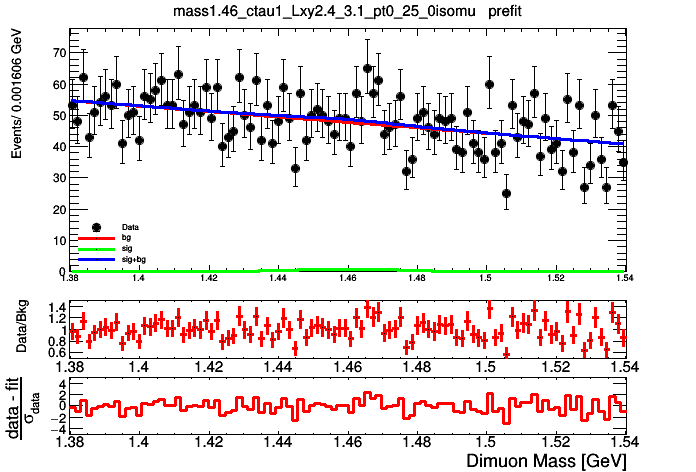 mass1.46_ctau1_Lxy2.4_3.1_pt0_25_0isomu prefit
Events/ 0.001606 GeV
70
60
50
40
30
20
10
0
Data
bg
sig
sig+bg
1.38 1.4 1.42 1.44 1.46 1.48 1.5 1.52 1.54
Data/Bkg
1.4
1.2
1
0.8
0.6
1.38 1.4 1.42 1.44 1.46 1.48 1.5 1.52 1.54
data - fit
σdata
4
2
0
−2
−4
1.38 1.4 1.42 1.44 1.46 1.48 1.5 1.52 1.54
Dimuon Mass [GeV]